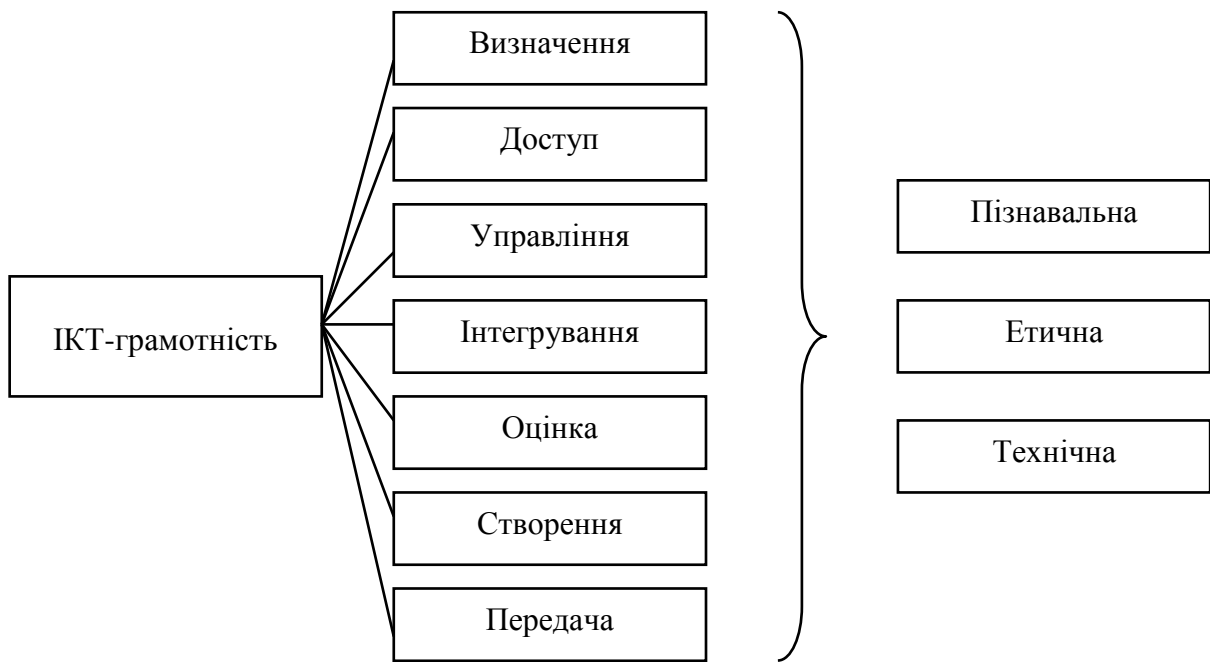 ІКТ-грамотність
Визначення
Доступ
Управління
Інтегрування
Оцінка
Створення
Передача
Пізнавальна
Етична
Технічна